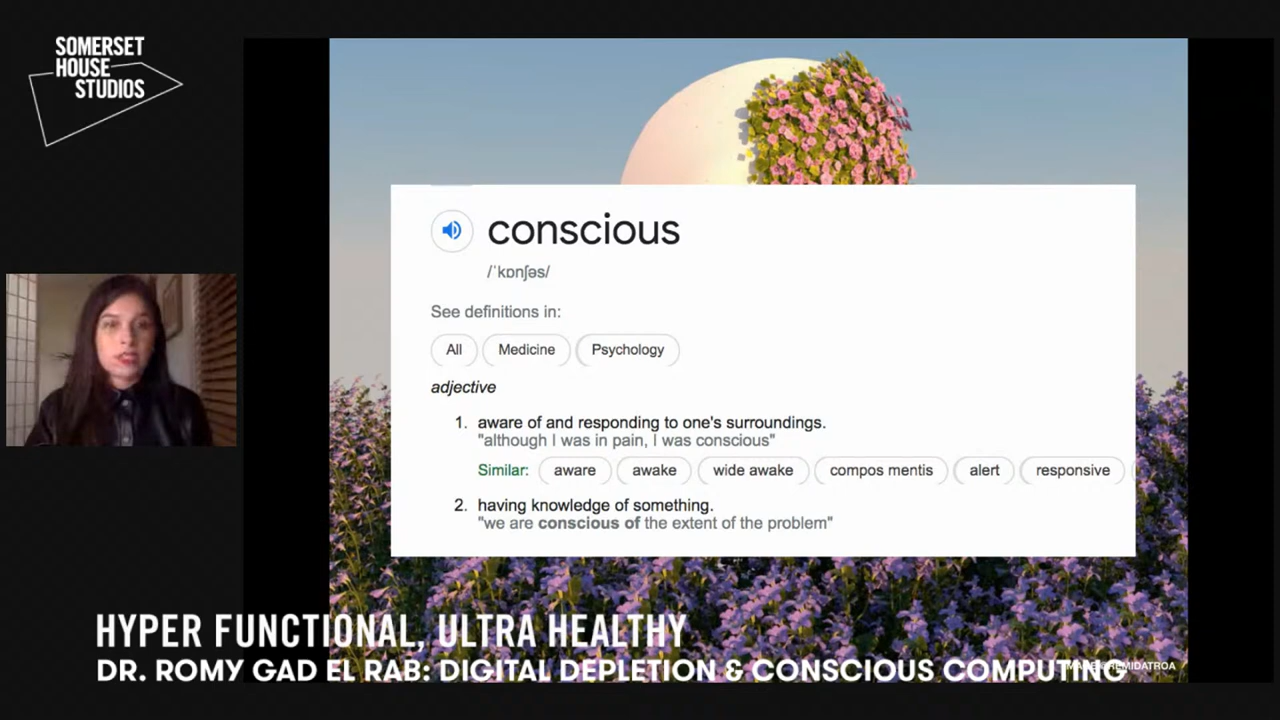 SOMERSET
HOUSE
STUDIOS
conscious
/ˈkɒnʃəs/
See definitions in:
All Medicine Psychology
adjective
1. aware of and responding to one's surroundings.
"although I was in pain, I was conscious"
Similar: aware awake wide awake compos mentis alert responsive
2. having knowledge of something.
"we are conscious of the extent of the problem"
HYPER FUNCTIONAL, ULTRA HEALTHY
DR. ROMY GAD EL RAB: DIGITAL DEPLETION & CONSCIOUS COMPUTING